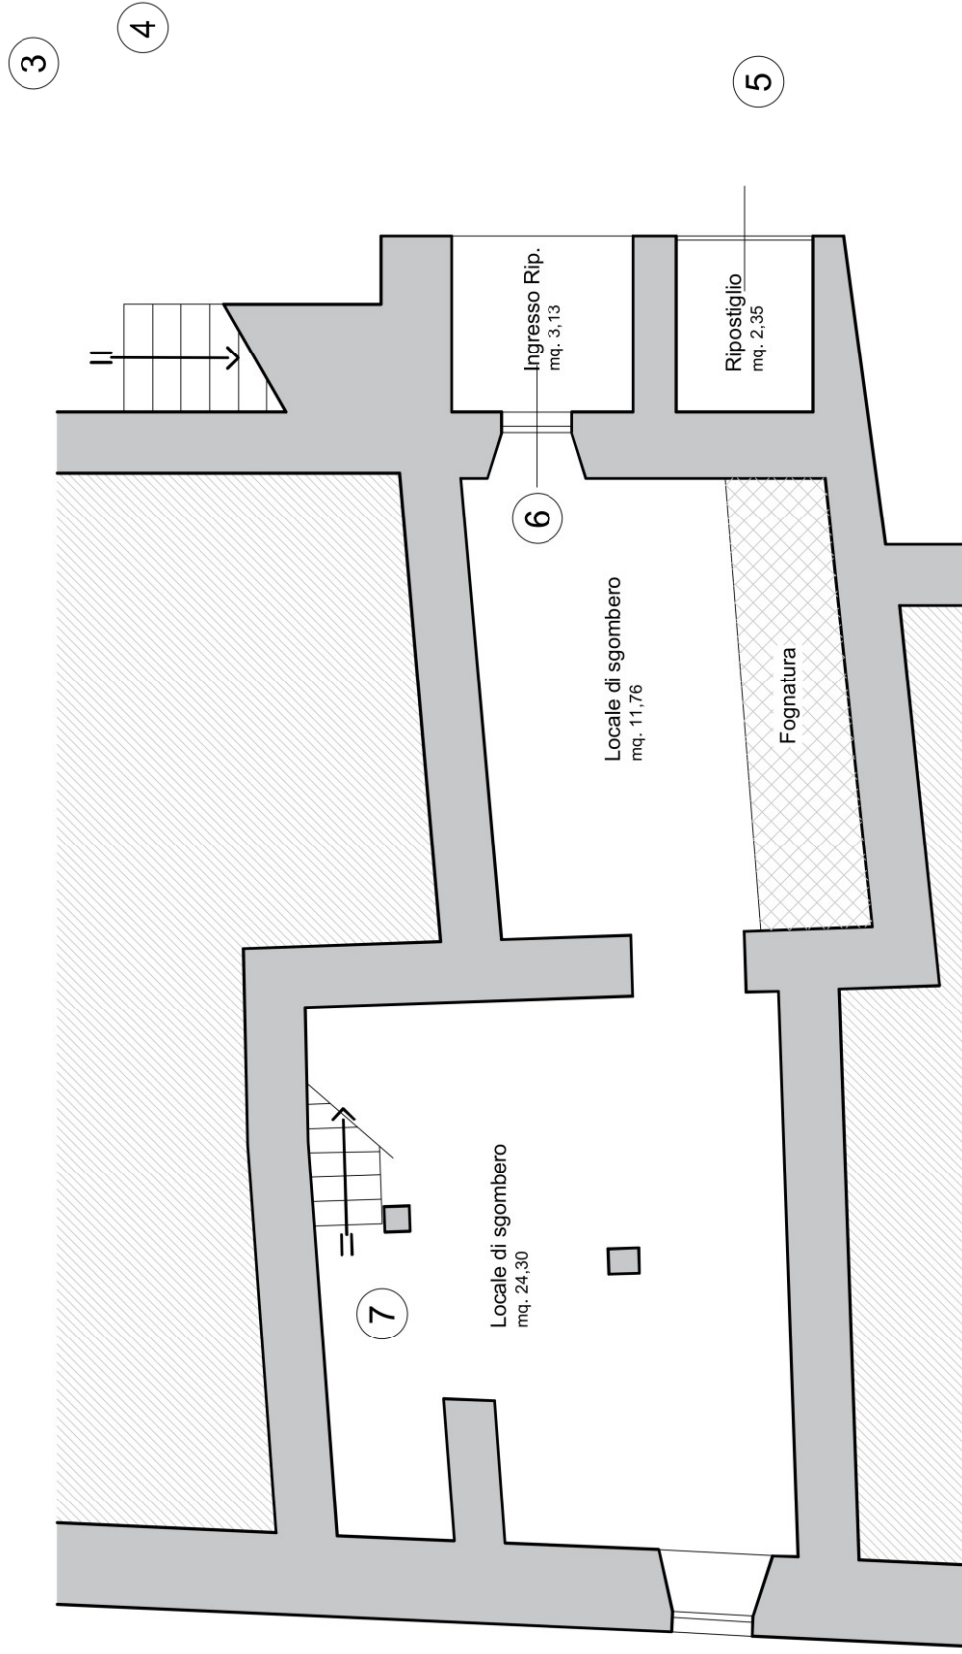 3
4
5
Ingresso Rip.
mq. 3,13
Ripostiglio
mq. 2,35
6
Locale di sgombero
mq. 11,76
Fognatura
7
Locale di sgombero
mq. 24,30